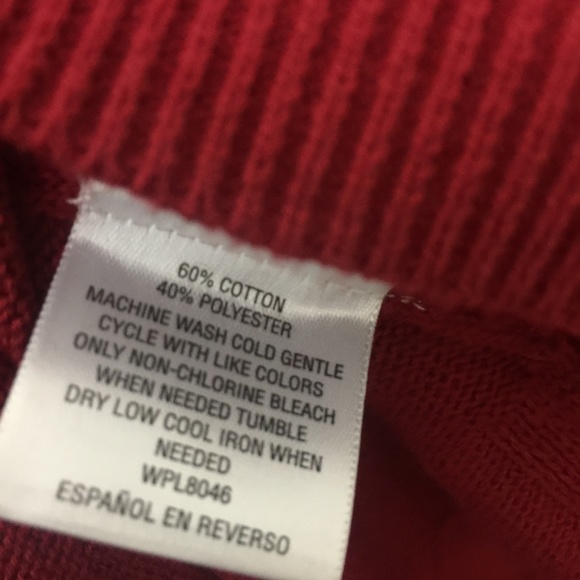 60% COTTON
40% POLYESTER
MACHINE WASH COLD GENTLE
CYCLE WITH LIKE COLORS
ONLY NON-CHLORINE BLEACH
WHEN NEEDED TUMBLE
DRY LOW COOL IRON WHEN
NEEDED
WPL8046
ESPAÑOL EN REVERSO